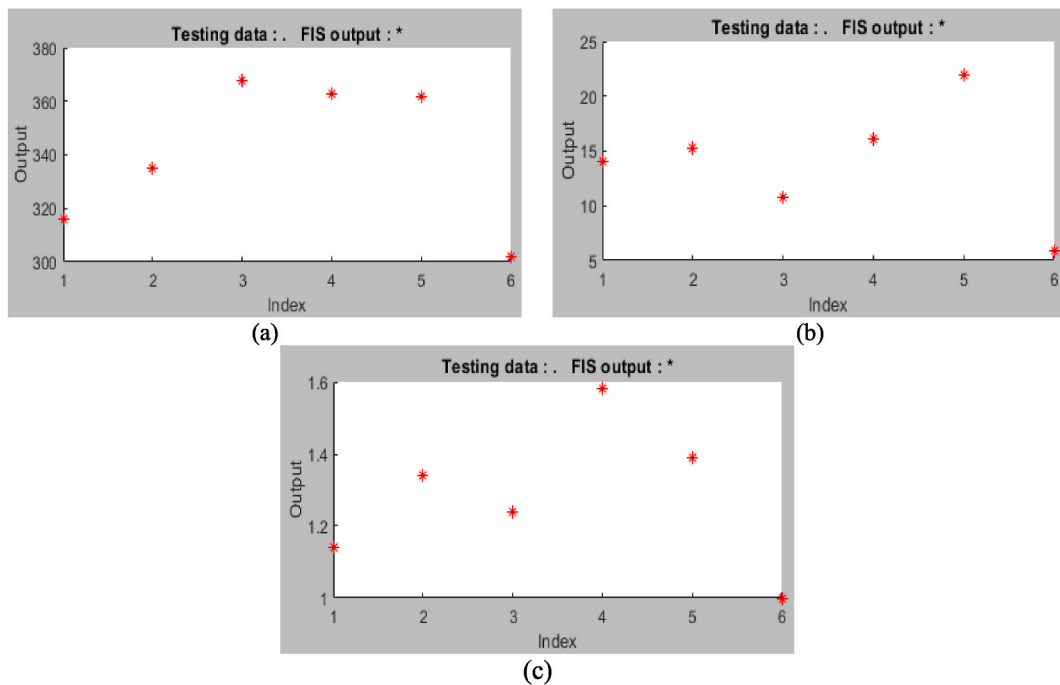 Testing data : .   FIS output : *
380
360
340
320
300
Output
1 2 3 4 5 6
Index
(a)
Testing data : .   FIS output : *
25
20
15
10
5
Output
1 2 3 4 5 6
Index
(b)
Testing data : .   FIS output : *
1.6
1.4
1.2
1
Output
1 2 3 4 5 6
Index
(c)